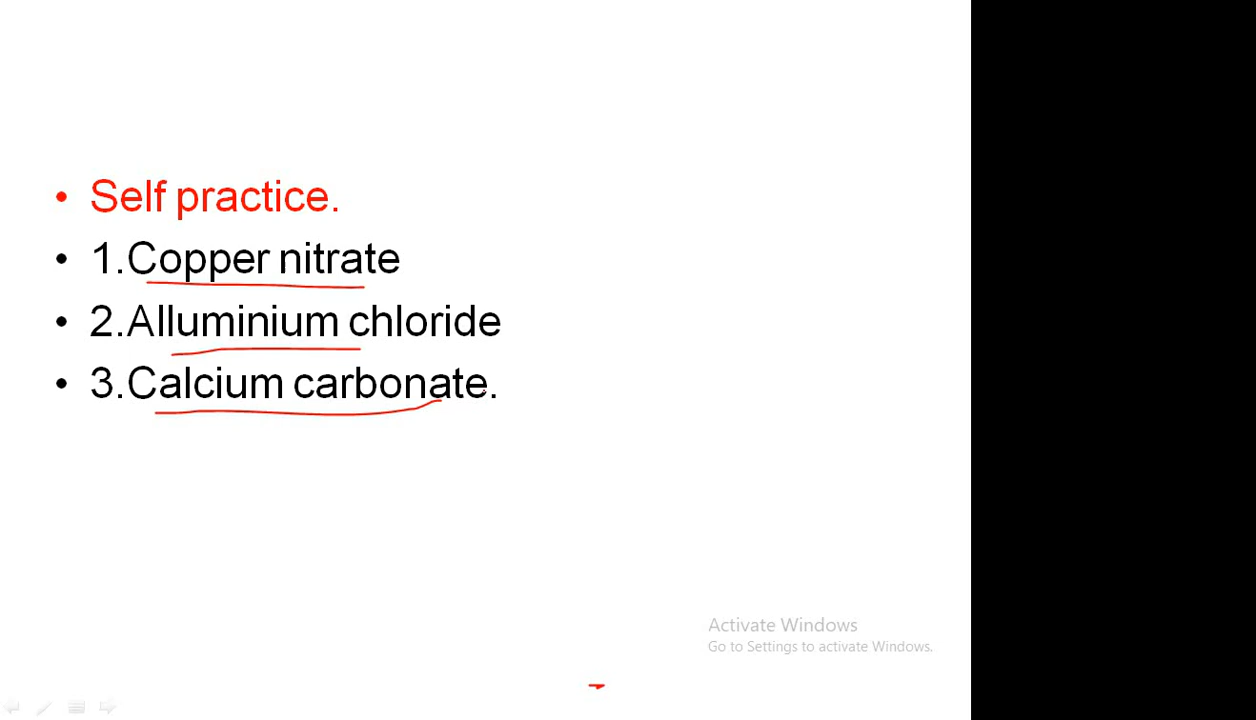 • Self practice.
• 1.Copper nitrate
• 2.Alluminium chloride
• 3.Calcium carbonate.
Activate Windows
Go to Settings to activate Windows.